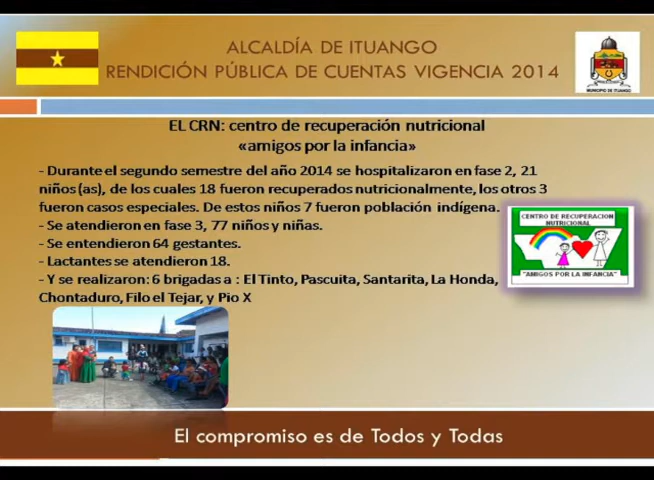 ALCALDÍA DE ITUANGO
RENDICIÓN PÚBLICA DE CUENTAS VIGENCIA 2014
MUNICIPIO DE ITUANGO
EL CRN: centro de recuperación nutricional
«amigos por la infancia»
- Durante el segundo semestre del año 2014 se hospitalizaron en fase 2, 21
niños (as), de los cuales 18 fueron recuperados nutricionalmente, los otros 3
fueron casos especiales. De estos niños 7 fueron población indígena.
- Se atendieron en fase 3, 77 niños y niñas.
- Se entendieron 64 gestantes.
- Lactantes se atendieron 18.
- Y se realizaron: 6 brigadas a : El Tinto, Pascuita, Santarita, La Honda,
Chontaduro, Filo el Tejar, y Pio X
CENTRO DE RECUPERACION
NUTRICIONAL
"AMIGOS POR LA INFANCIA"
El compromiso es de Todos y Todas